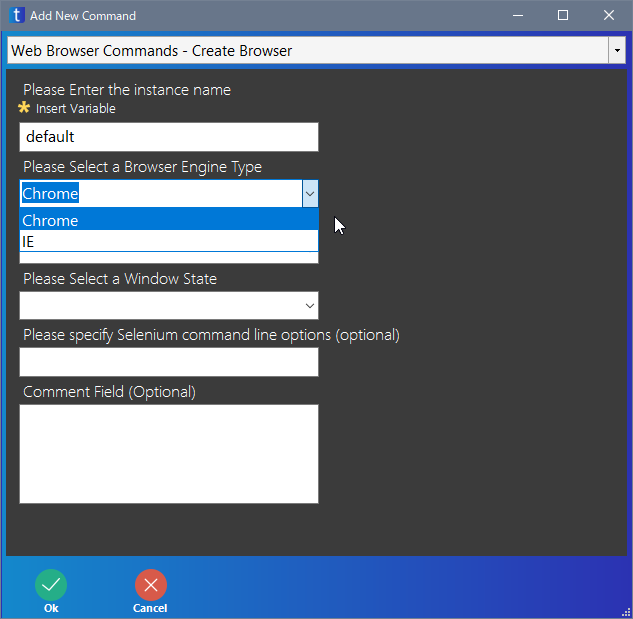 t Add New Command
Web Browser Commands - Create Browser
Please Enter the instance name
Insert Variable
default
Please Select a Browser Engine Type
Chrome
Chrome
IE
Please Select a Window State
Please specify Selenium command line options (optional)
Comment Field (Optional)
Ok Cancel